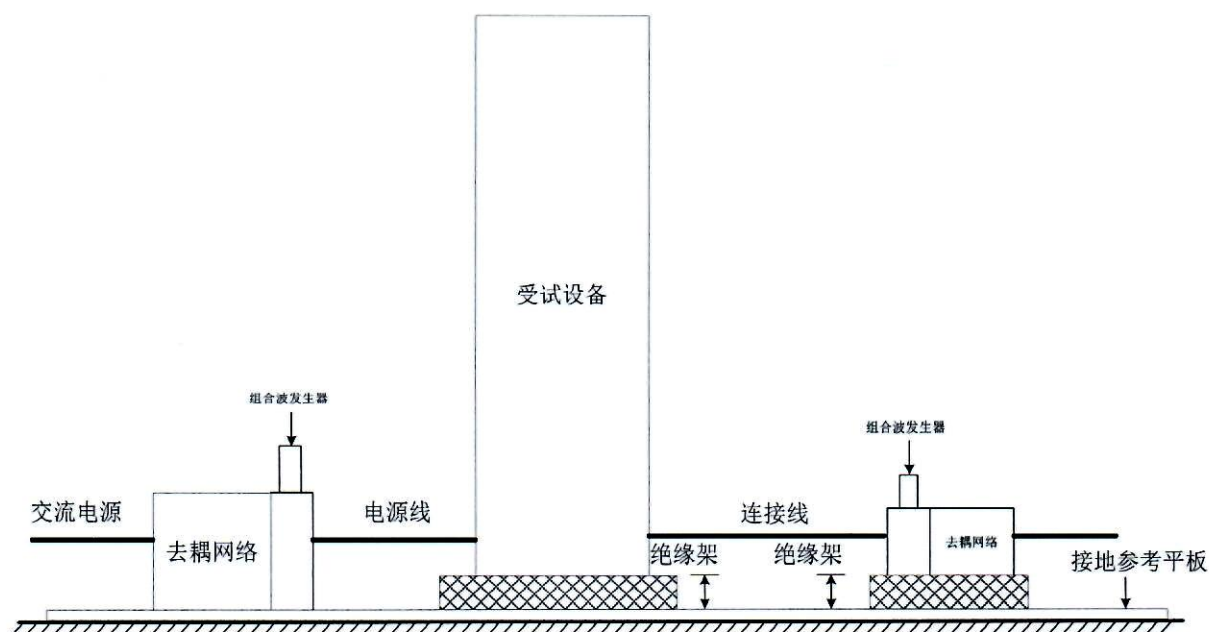 受试设备
组合波发生器
组合波发生器
交流电源
电源线
连接线
去耦网络
去耦网络
绝缘架
绝缘架
接地参考平板